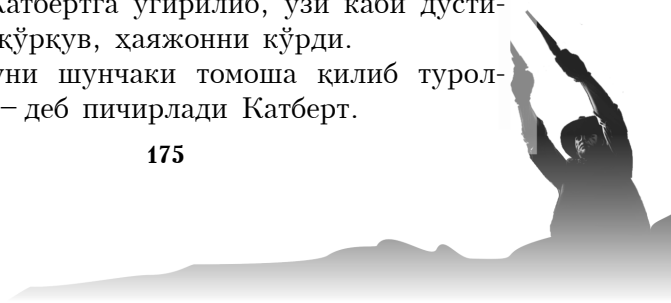 Катбертга ўгирилиб, ўзи каби дўсти-
қўрқув, ҳаяжонни кўрди.
уни шунчаки томоша қилиб турол-
– деб пичирлади Катберт.
175